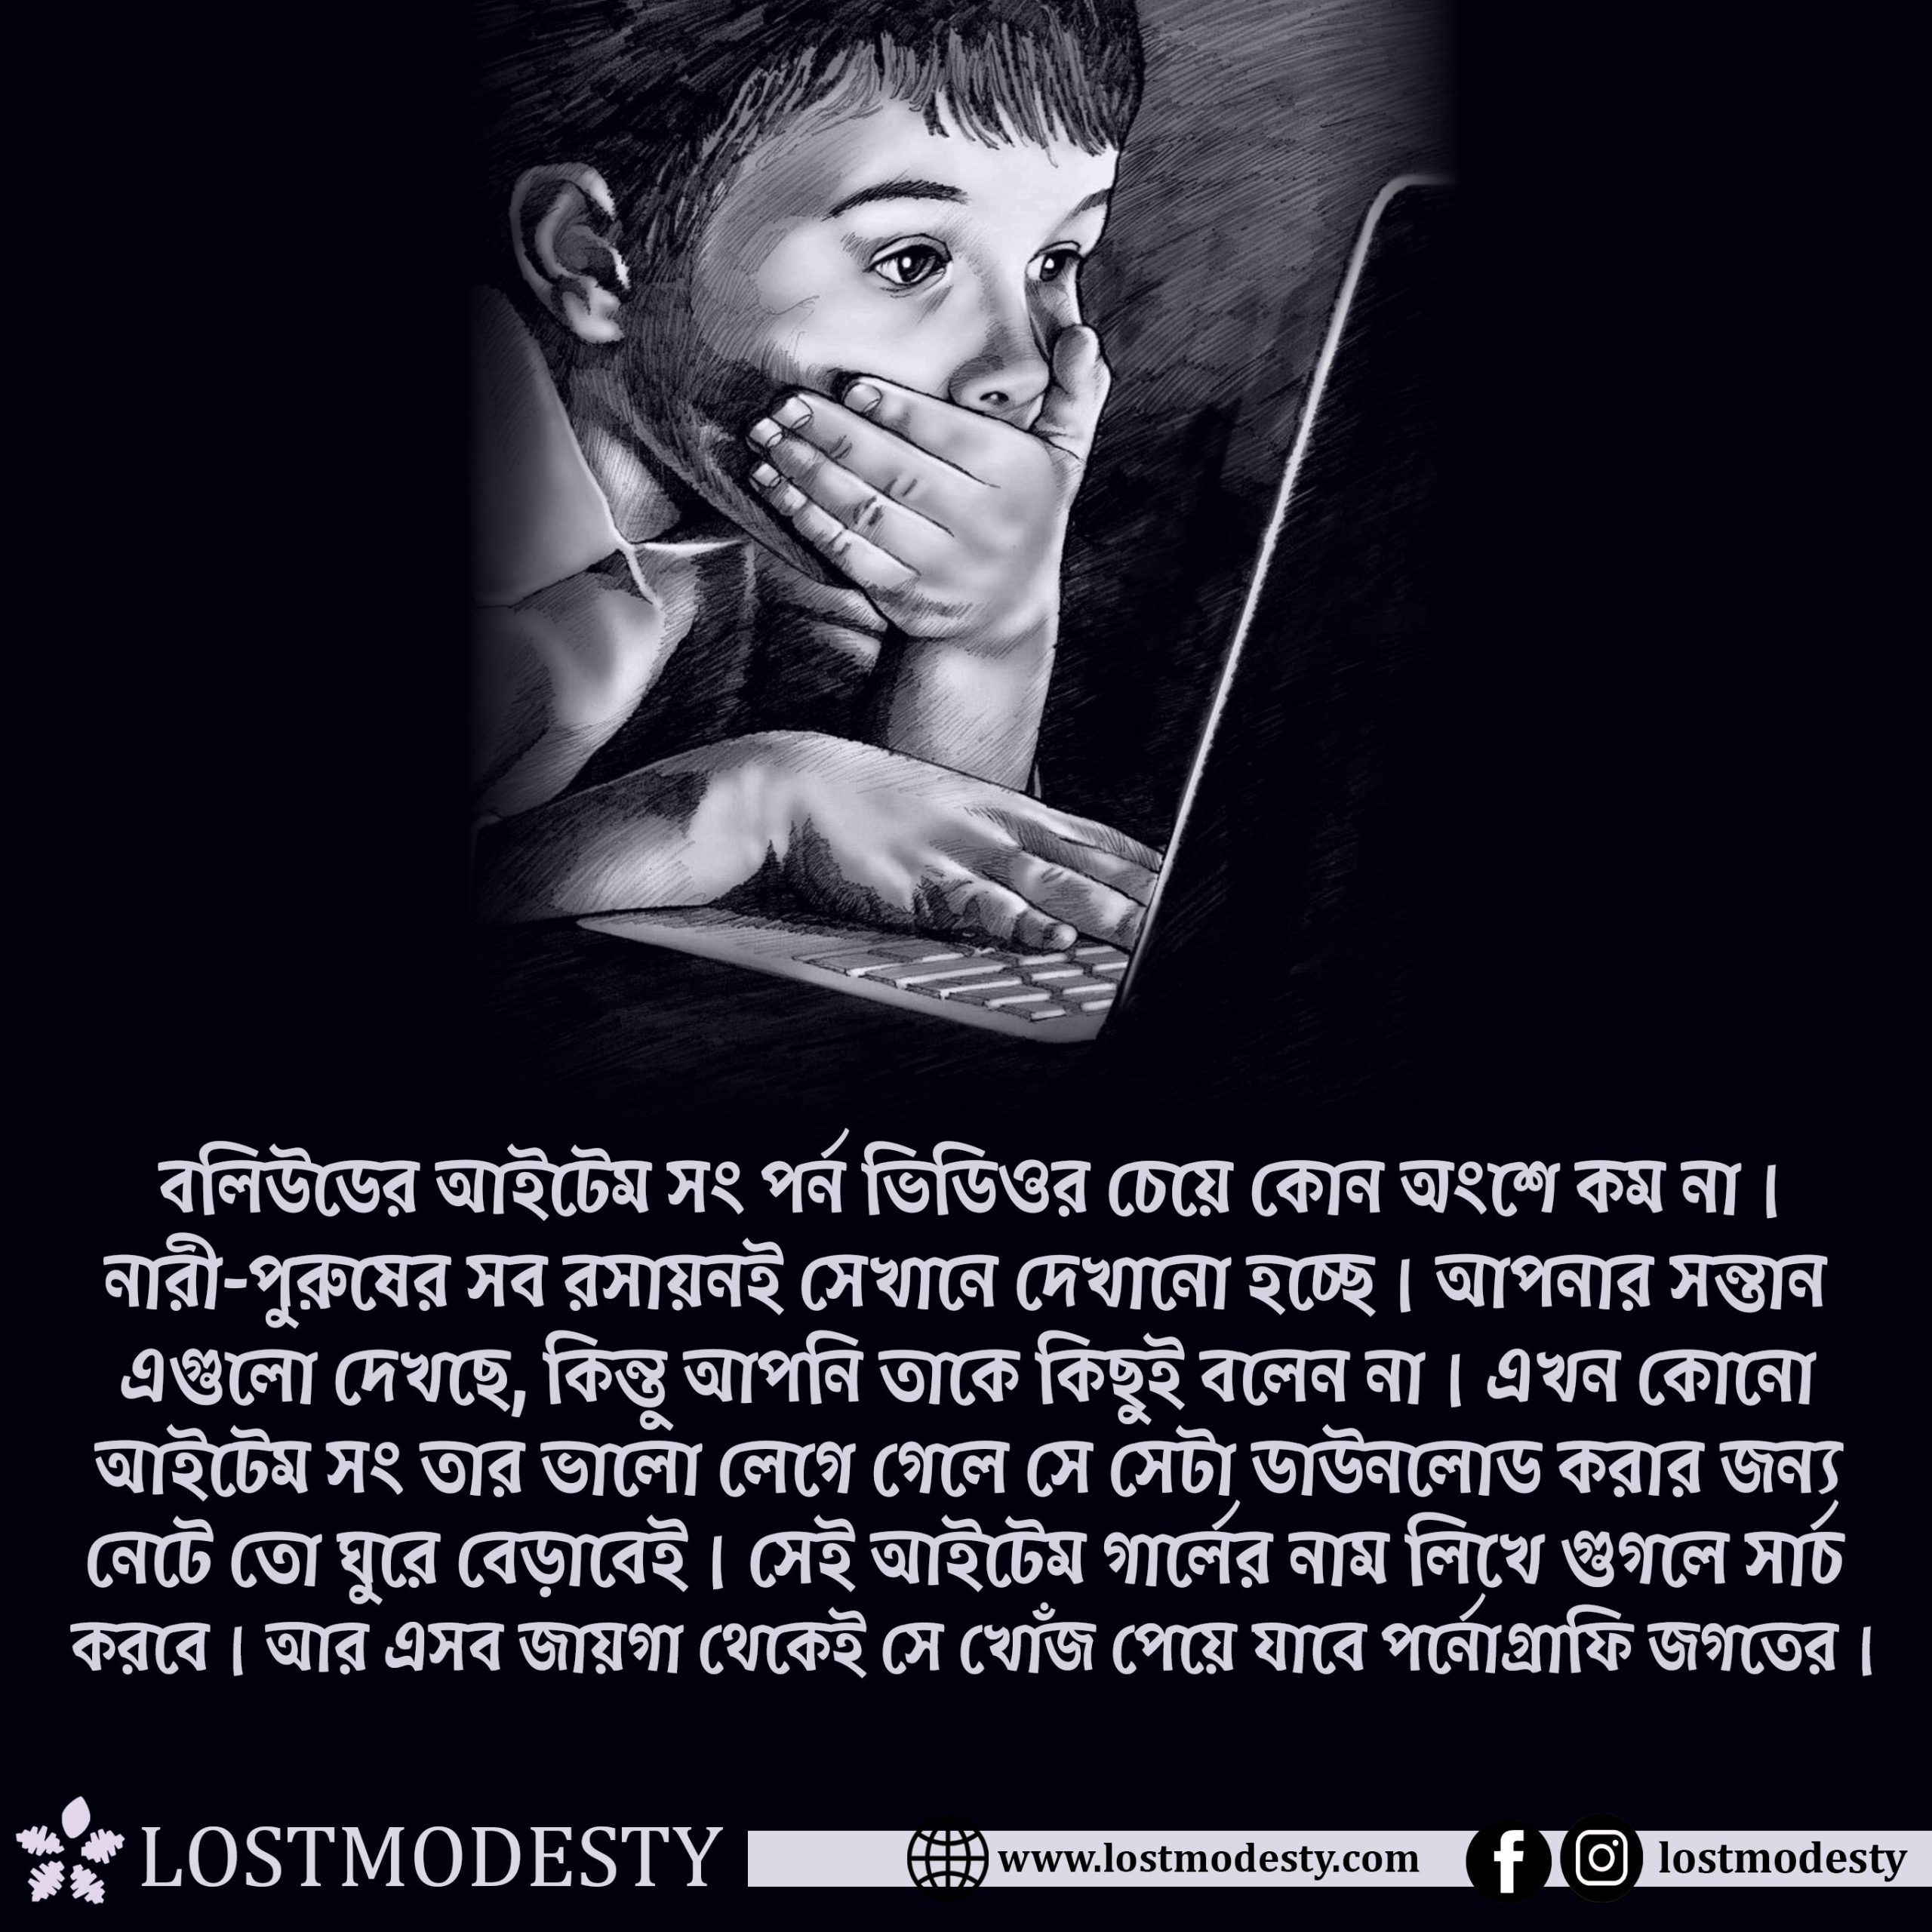 বলিউডের আইটেম সং পর্ন ভিডিওর চেয়ে কোন অংশে কম না।
নারী-পুরুষের সব রসায়নই সেখানে দেখানো হচ্ছে। আপনার সন্তান
এগুলো দেখছে, কিন্তু আপনি তাকে কিছুই বলেন না। এখন কোনো
আইটেম সং তার ভালো লেগে গেলে সে সেটা ডাউনলোড করার জন্য
নেটে তো ঘুরে বেড়াবেই। সেই আইটেম গার্লের নাম লিখে গুগলে সার্চ
করবে। আর এসব জায়গা থেকেই সে খোঁজ পেয়ে যাবে পর্নোগ্রাফি জগতের।
LOSTMODESTY www.lostmodesty.com lostmodesty